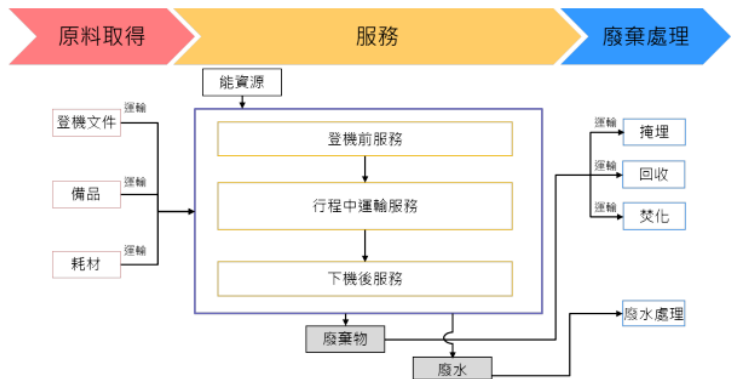 原料取得
服務
廢棄處理
能資源
運輸
登機文件
運輸
備品
運輸
耗材
登機前服務
行程中運輸服務
下機後服務
運輸
掩埋
運輸
回收
運輸
焚化
廢棄物
廢水
廢水處理